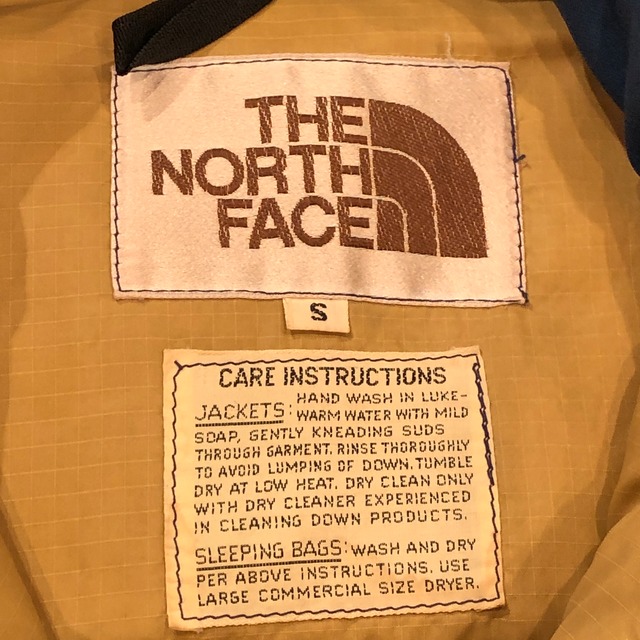 THE
NORTH
FACE
S
CARE INSTRUCTIONS
JACKETS: HAND WASH IN LUKE-
WARM WATER WITH MILD
SOAP, GENTLY KNEADING SUDS
THROUGH GARMENT. RINSE THOROUGHLY
TO AVOID LUMPING OF DOWN. TUMBLE
DRY AT LOW HEAT. DRY CLEAN ONLY
WITH DRY CLEANER EXPERIENCED
IN CLEANING DOWN PRODUCTS.
SLEEPING BAGS: WASH AND DRY
PER ABOVE INSTRUCTIONS. USE
LARGE COMMERCIAL SIZE DRYER.